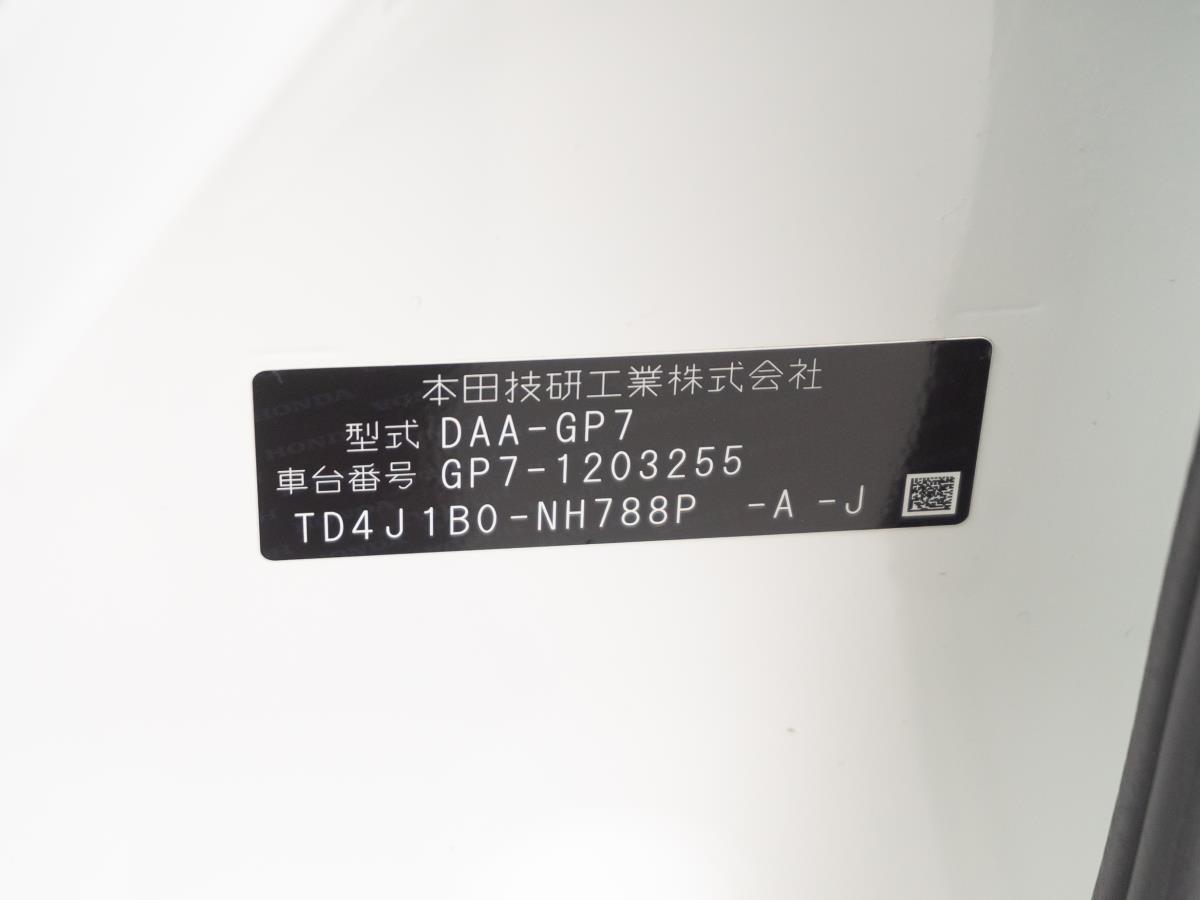 本田技研工業株式会社
型式 DAA-GP7
車台番号 GP7-1203255
TD4J1B0-NH788P -A -J